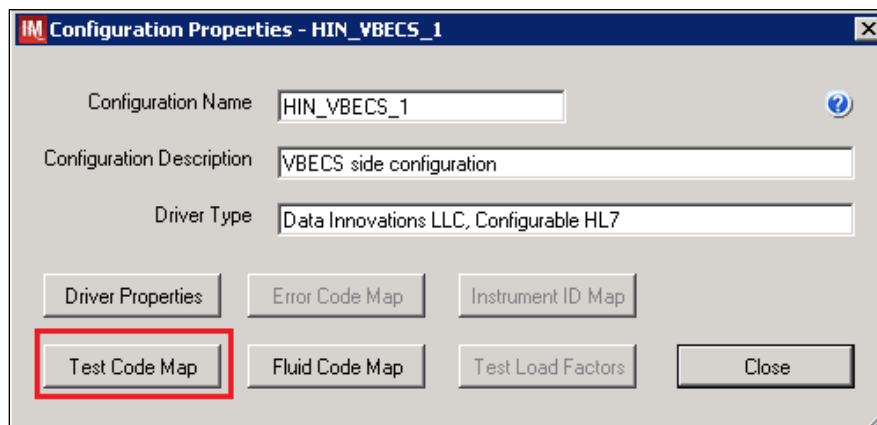 IM Configuration Properties - HIN_VBECS_1
Configuration Name HIN_VBECS_1
Configuration Description VBECS side configuration
Driver Type Data Innovations LLC, Configurable HL7
Driver Properties Error Code Map Instrument ID Map
Test Code Map Fluid Code Map Test Load Factors Close